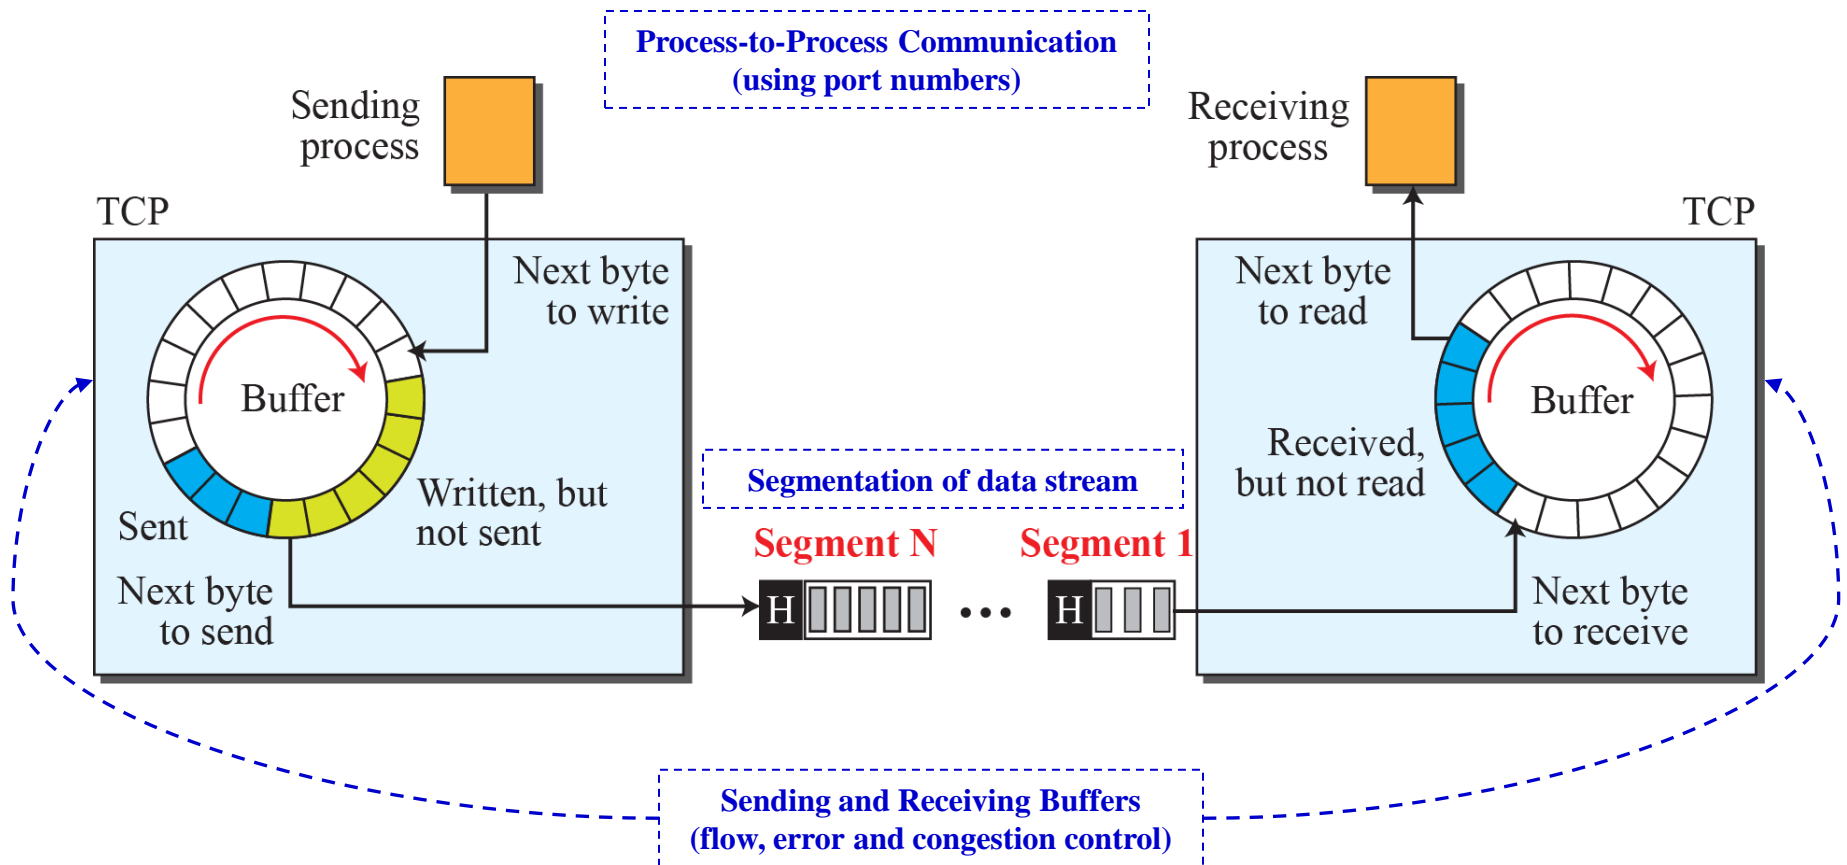 Process-to-Process Communication
(using port numbers)
Sending
process
Receiving
process
TCP
TCP
Next byte
to write
Next byte
to read
Buffer
Buffer
Written, but
not sent
Sent
Received,
but not read
Segmentation of data stream
Segment N
Segment 1
Next byte
to send
H
...
H
Next byte
to receive
Sending and Receiving Buffers
(flow, error and congestion control)